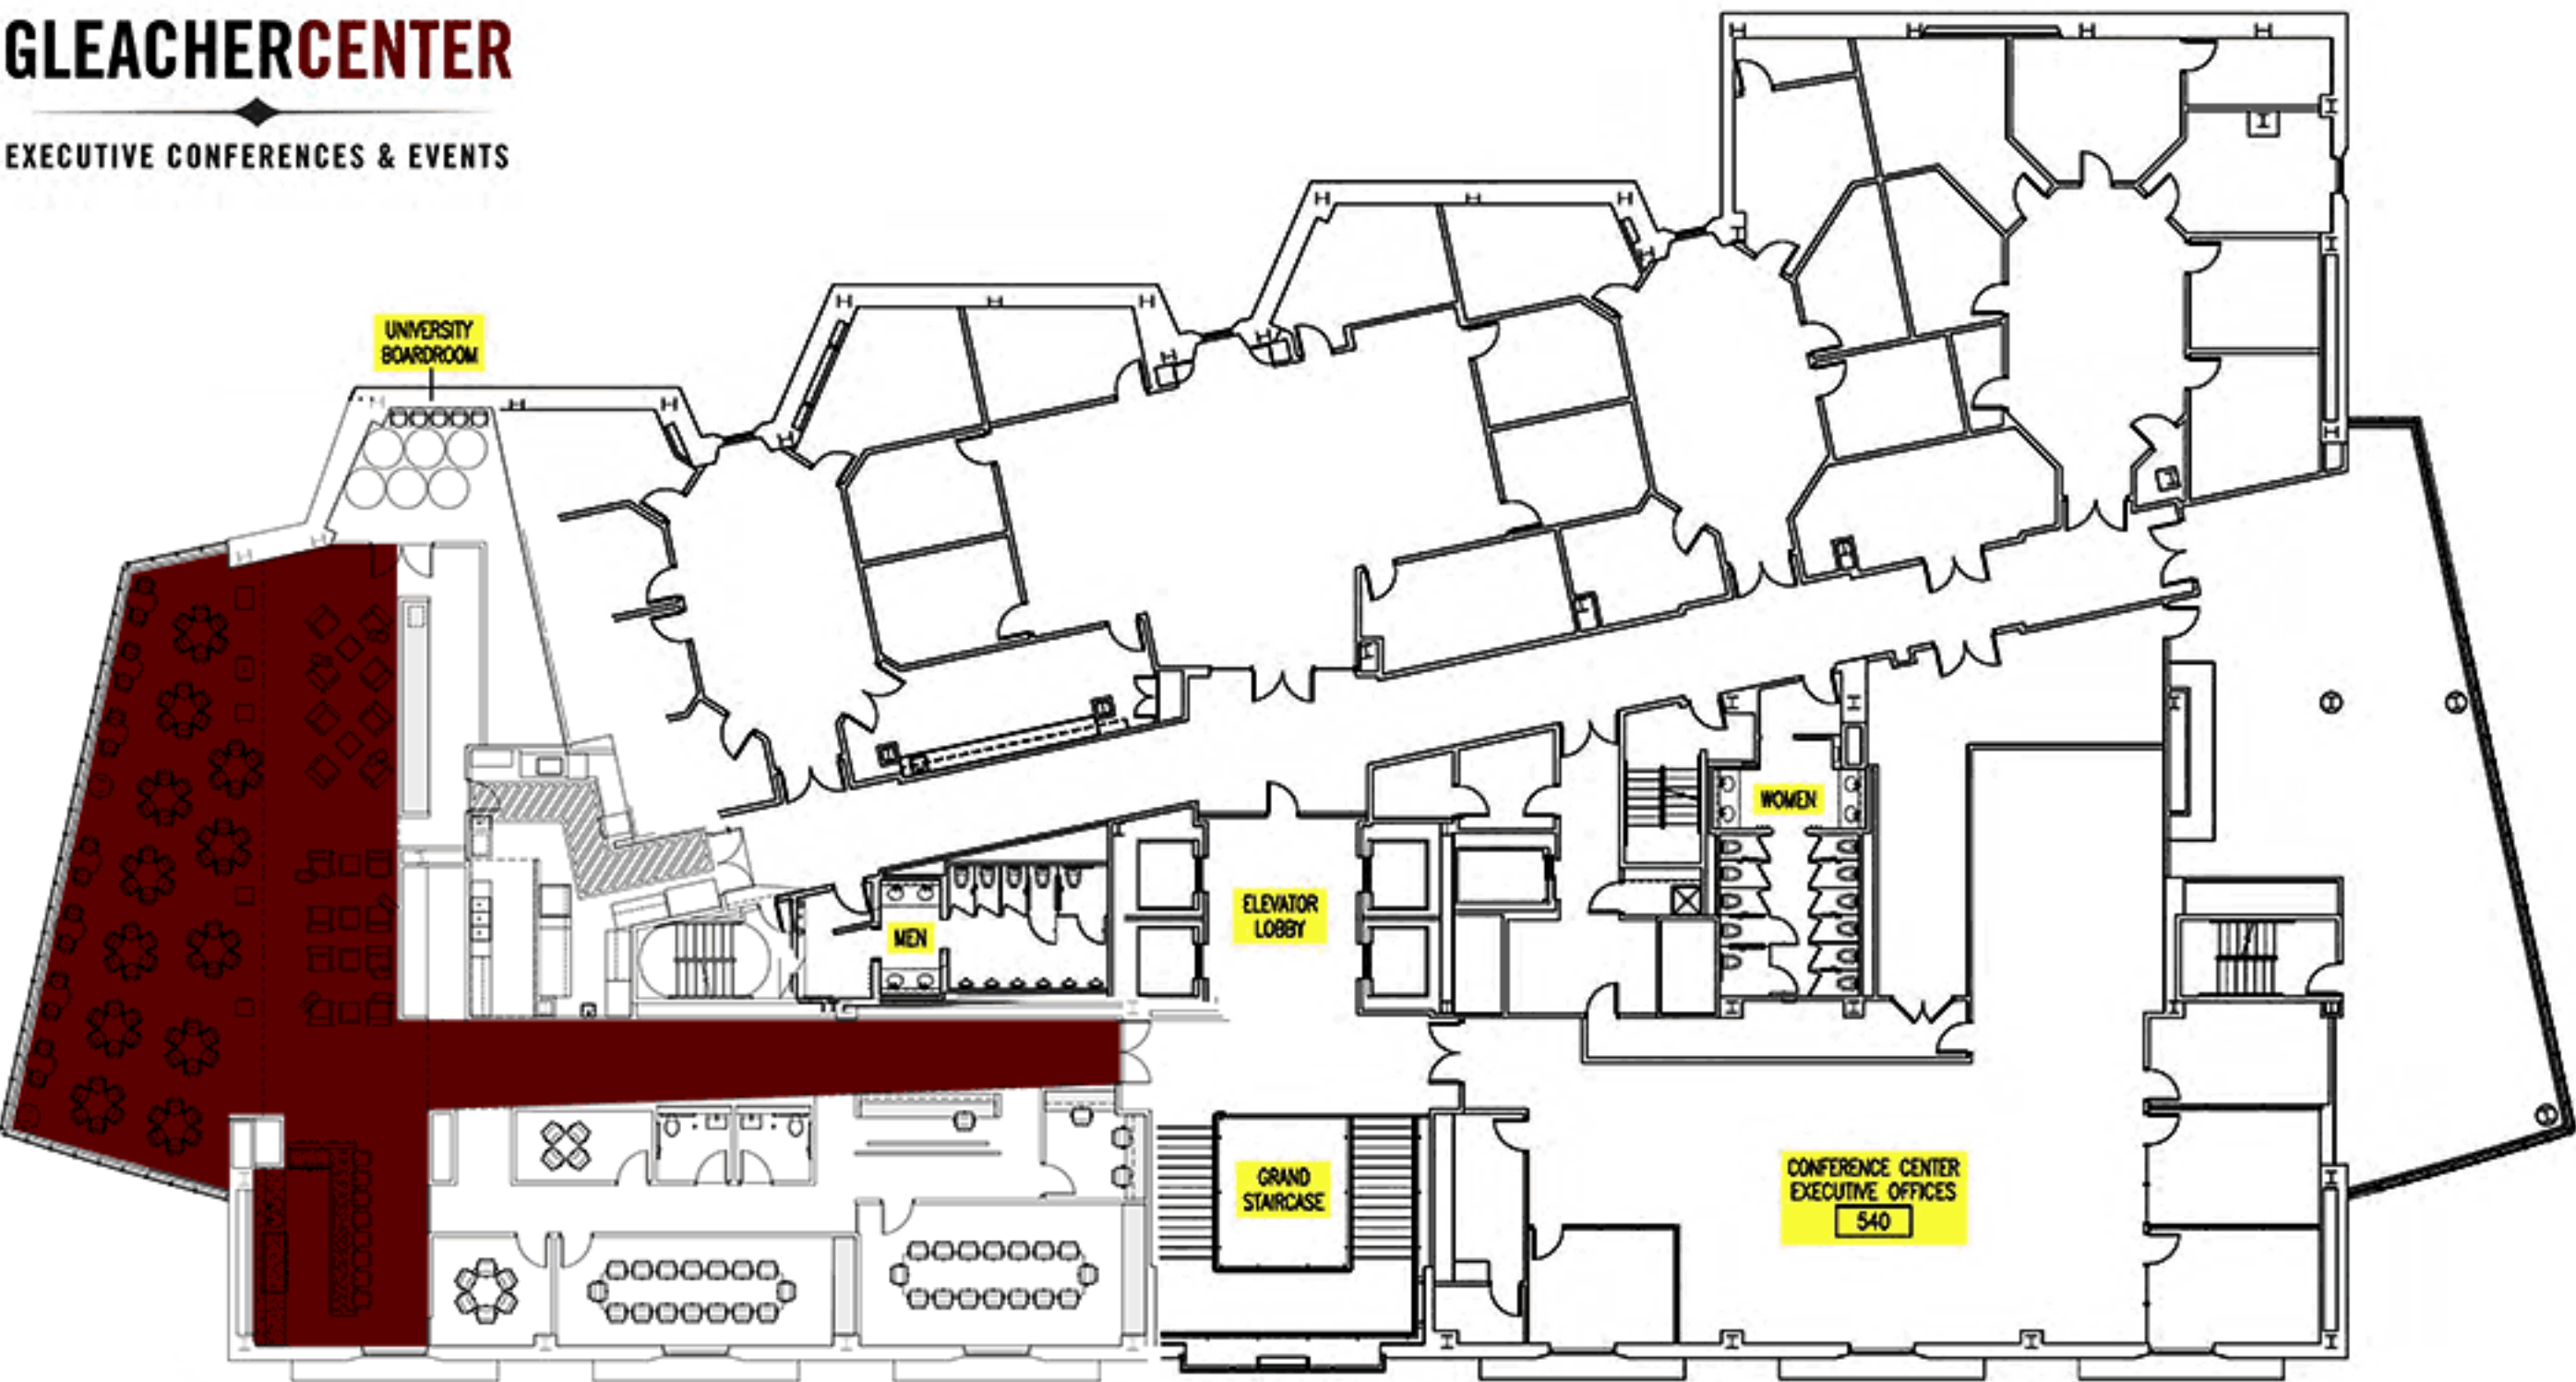 GLEACHERCENTER
EXECUTIVE CONFERENCES & EVENTS
UNIVERSITY
BOARDROOM
WOMEN
MEN
ELEVATOR
LOBBY
GRAND
STAIRCASE
CONFERENCE CENTER
EXECUTIVE OFFICES
540